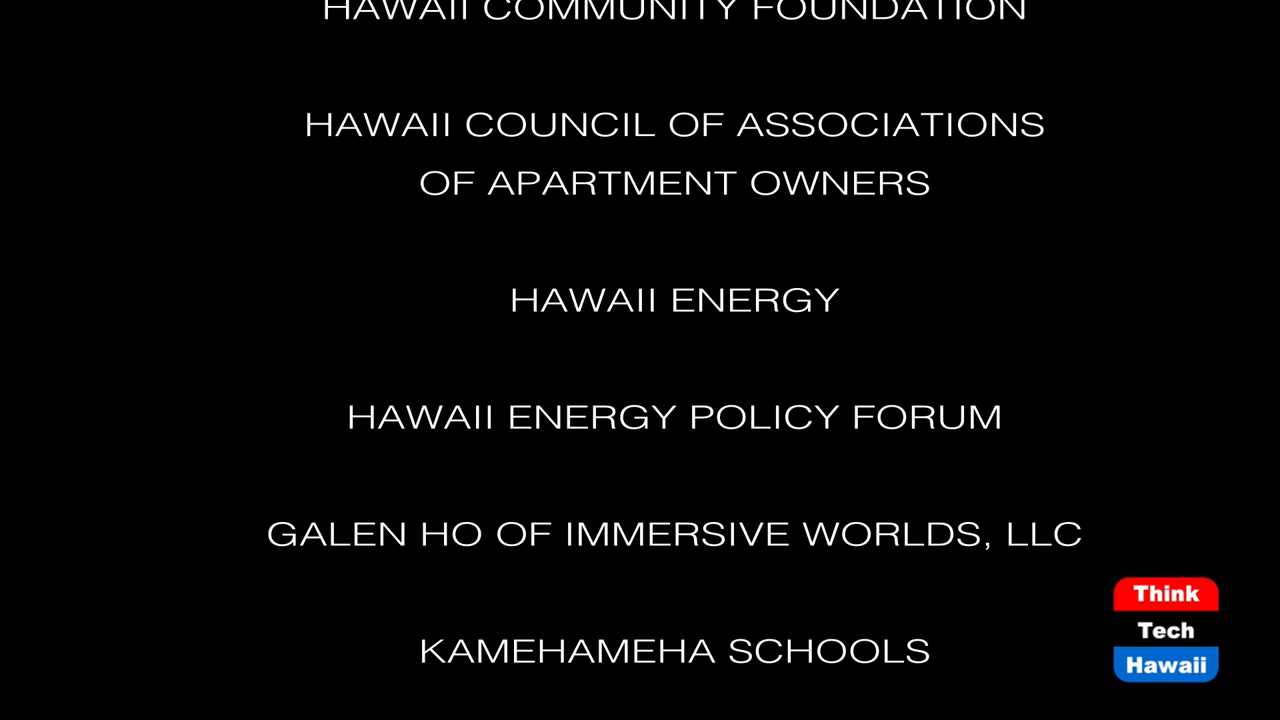 HAWAII COMMUNITY FOUNDATION
HAWAII COUNCIL OF ASSOCIATIONS
OF APARTMENT OWNERS
HAWAII ENERGY
HAWAII ENERGY POLICY FORUM
GALEN HO OF IMMERSIVE WORLDS, LLC
KAMEHAMEHA SCHOOLS
Think
Tech
Hawaii